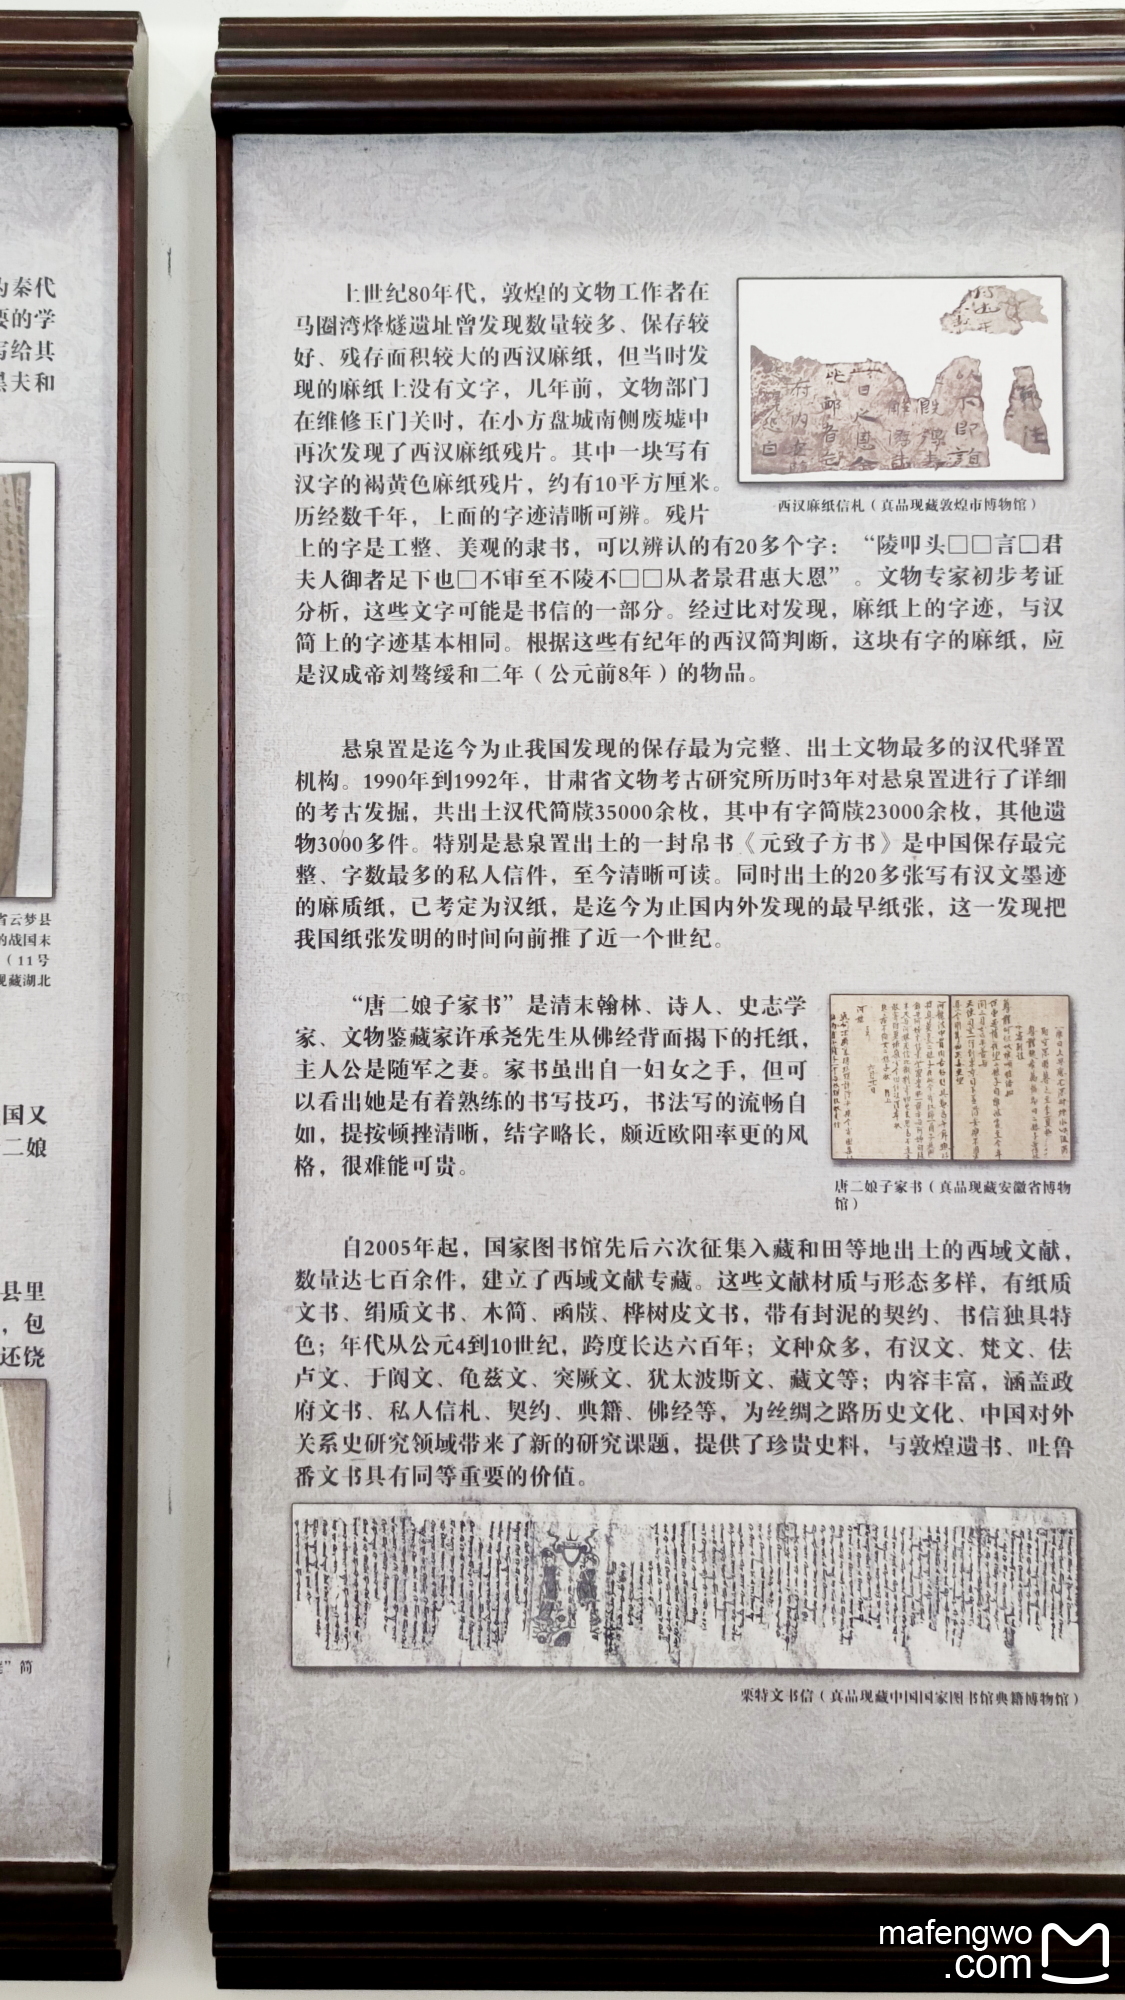 为秦代
要的学
写给其
黑夫和
省云梦县
的战国末
（11号
现藏湖北
国又
二娘
县里
，包
还饶
”简
上世纪80年代，敦煌的文物工作者在
马圈湾烽燧遗址曾发现数量较多、保存较
好、残存面积较大的西汉麻纸，但当时发
现的麻纸上没有文字，几年前，文物部门
在维修玉门关时，在小方盘城南侧废墟中
再次发现了西汉麻纸残片。其中一块写有
汉字的褐黄色麻纸残片，约有10平方厘米。
历经数千年，上面的字迹清晰可辨。残片
上的字是工整、美观的隶书，可以辨认的有20多个字：“陵叩头□□言□君
夫人御者足下也□不审至不陵不□□从者景君惠大恩”。文物专家初步考证
分析，这些文字可能是书信的一部分。经过比对发现，麻纸上的字迹，与汉
简上的字迹基本相同。根据这些有纪年的西汉简判断，这块有字的麻纸，应
是汉成帝刘骜绥和二年（公元前8年）的物品。
西汉麻纸信札（真品现藏敦煌市博物馆）
悬泉置是迄今为止我国发现的保存最为完整、出土文物最多的汉代驿置
机构。1990年到1992年，甘肃省文物考古研究所历时3年对悬泉置进行了详细
的考古发掘，共出土汉代简牍35000余枚，其中有字简牍23000余枚，其他遗
物3000多件。特别是悬泉置出土的一封帛书《元致子方书》是中国保存最完
整、字数最多的私人信件，至今清晰可读。同时出土的20多张写有汉文墨迹
的麻质纸，已考定为汉纸，是迄今为止国内外发现的最早纸张，这一发现把
我国纸张发明的时间向前推了近一个世纪。
“唐二娘子家书”是清末翰林、诗人、史志学
家、文物鉴藏家许承尧先生从佛经背面揭下的托纸，
主人公是随军之妻。家书虽出自一妇女之手，但可
以看出她是有着熟练的书写技巧，书法写的流畅自
如，提按顿挫清晰，结字略长，颇近欧阳率更的风
格，很难能可贵。
唐二娘子家书（真品现藏安徽省博物
馆）
自2005年起，国家图书馆先后六次征集入藏和田等地出土的西域文献，
数量达七百余件，建立了西域文献专藏。这些文献材质与形态多样，有纸质
文书、绢质文书、木简、函牍、桦树皮文书，带有封泥的契约、书信独具特
色；年代从公元4到10世纪，跨度长达六百年；文种众多，有汉文、梵文、佉
卢文、于阗文、龟兹文、突厥文、犹太波斯文、藏文等；内容丰富，涵盖政
府文书、私人信札、契约、典籍、佛经等，为丝绸之路历史文化、中国对外
关系史研究领域带来了新的研究课题，提供了珍贵史料，与敦煌遗书、吐鲁
番文书具有同等重要的价值。
粟特文书信（真品现藏中国国家图书馆典籍博物馆）
mafengwo
.com